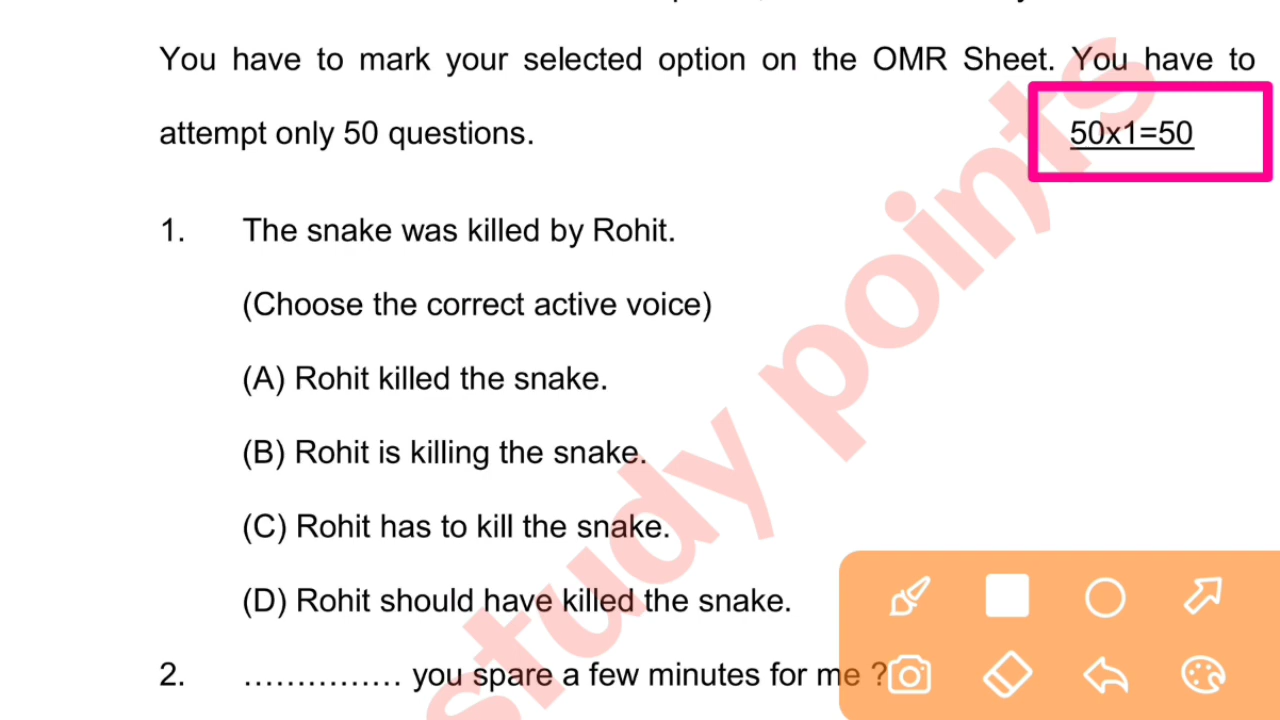 You have to mark your selected option on the OMR Sheet. You have to
attempt only 50 questions. 50x1=50
1. The snake was killed by Rohit.
(Choose the correct active voice)
(A) Rohit killed the snake.
(B) Rohit is killing the snake.
(C) Rohit has to kill the snake.
(D) Rohit should have killed the snake.
2. ............... you spare a few minutes for me ?
study points